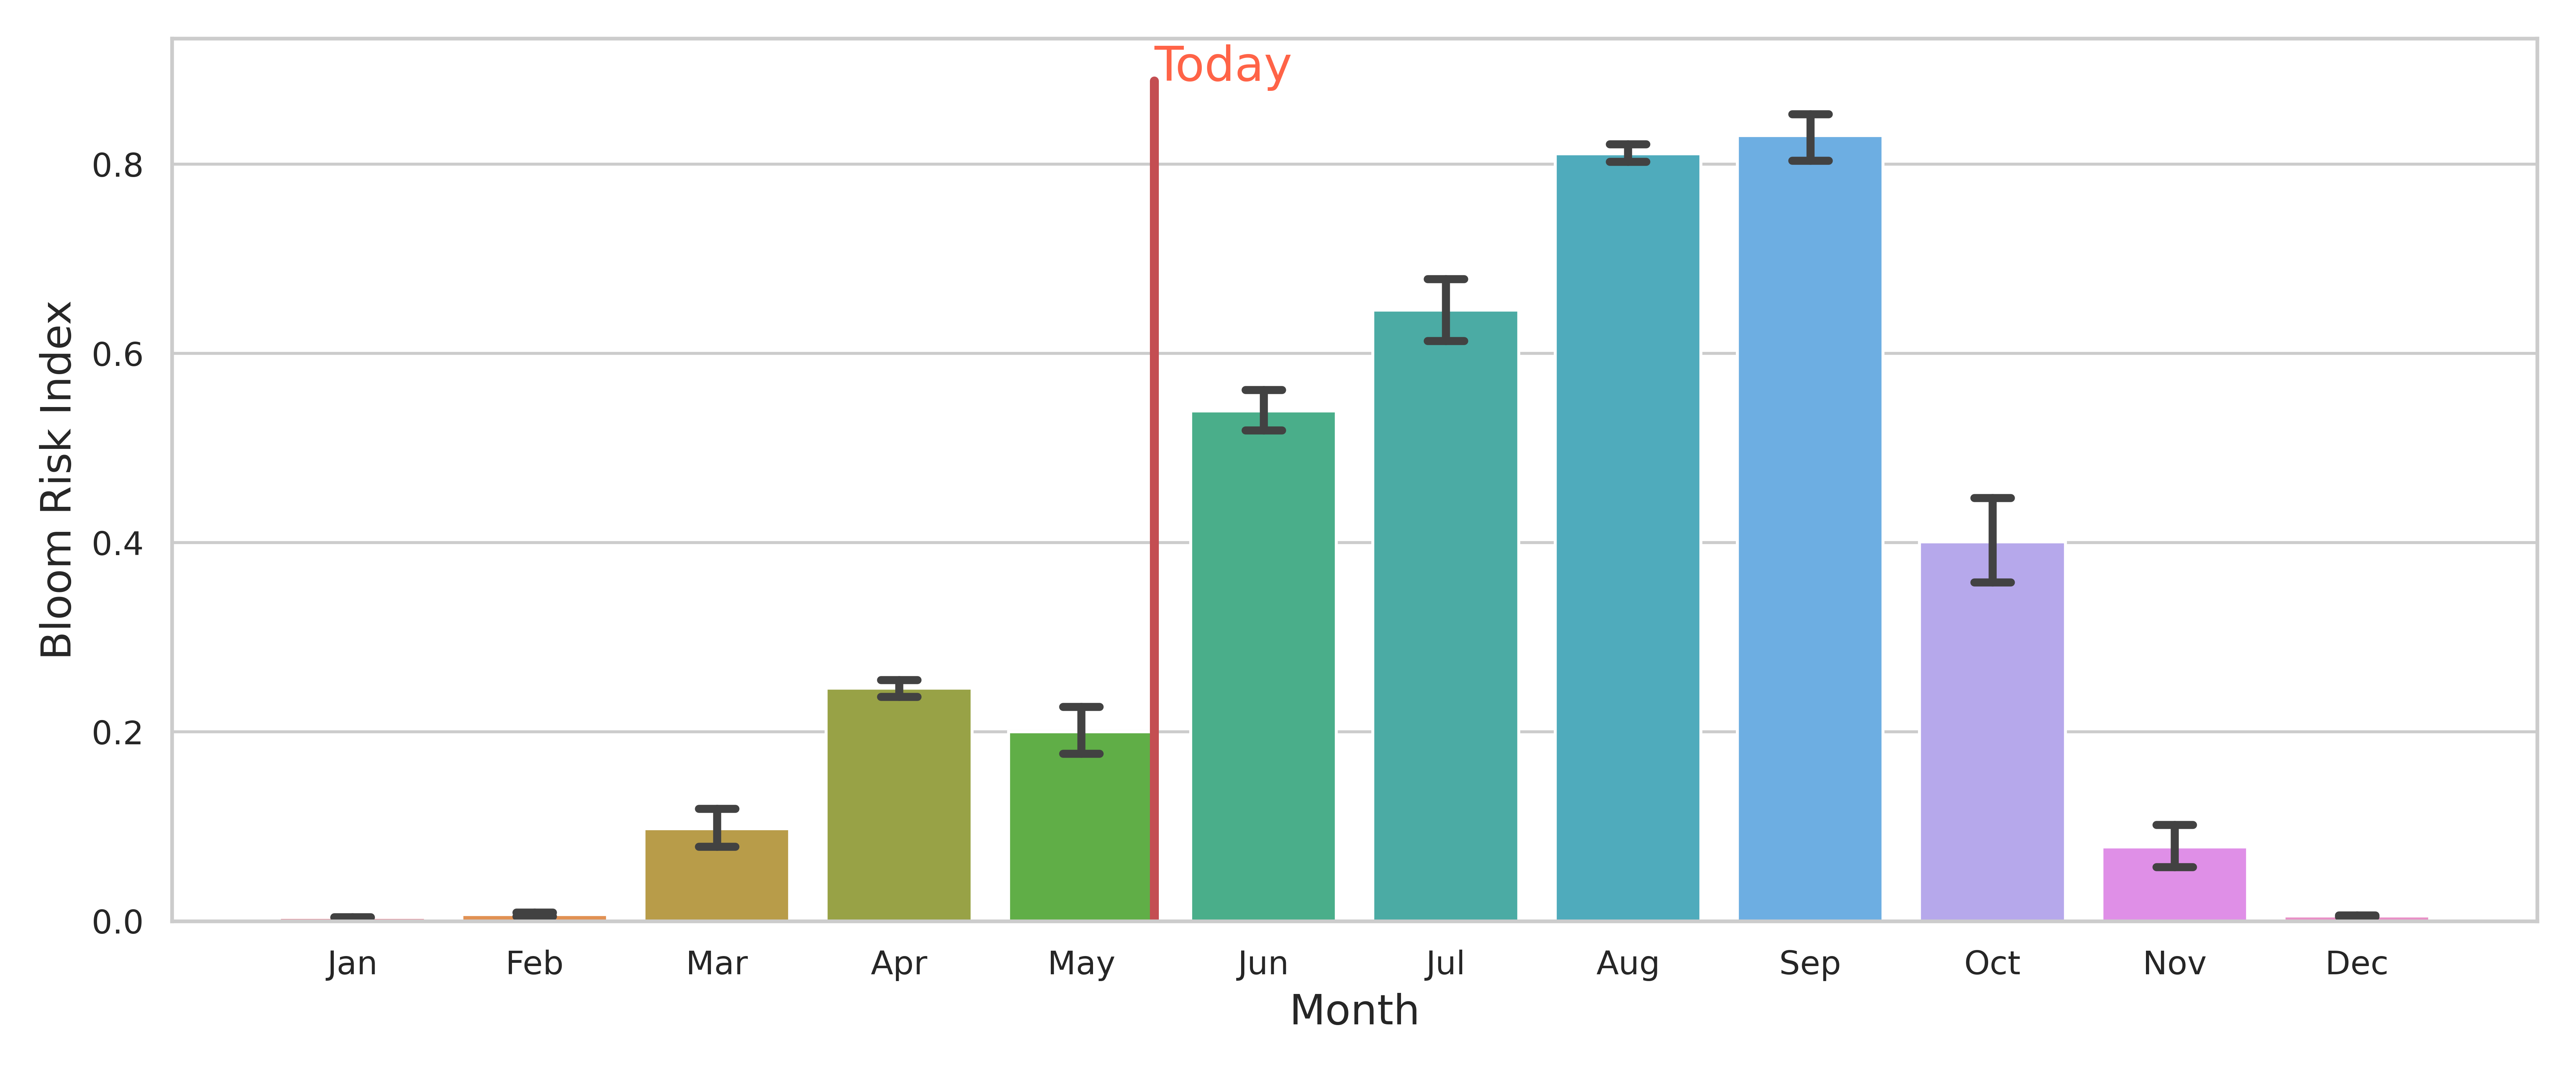 Today
Bloom Risk Index
0.8
0.6
0.4
0.2
0.0
Jan Feb Mar Apr May Jun Jul Aug Sep Oct Nov Dec
Month